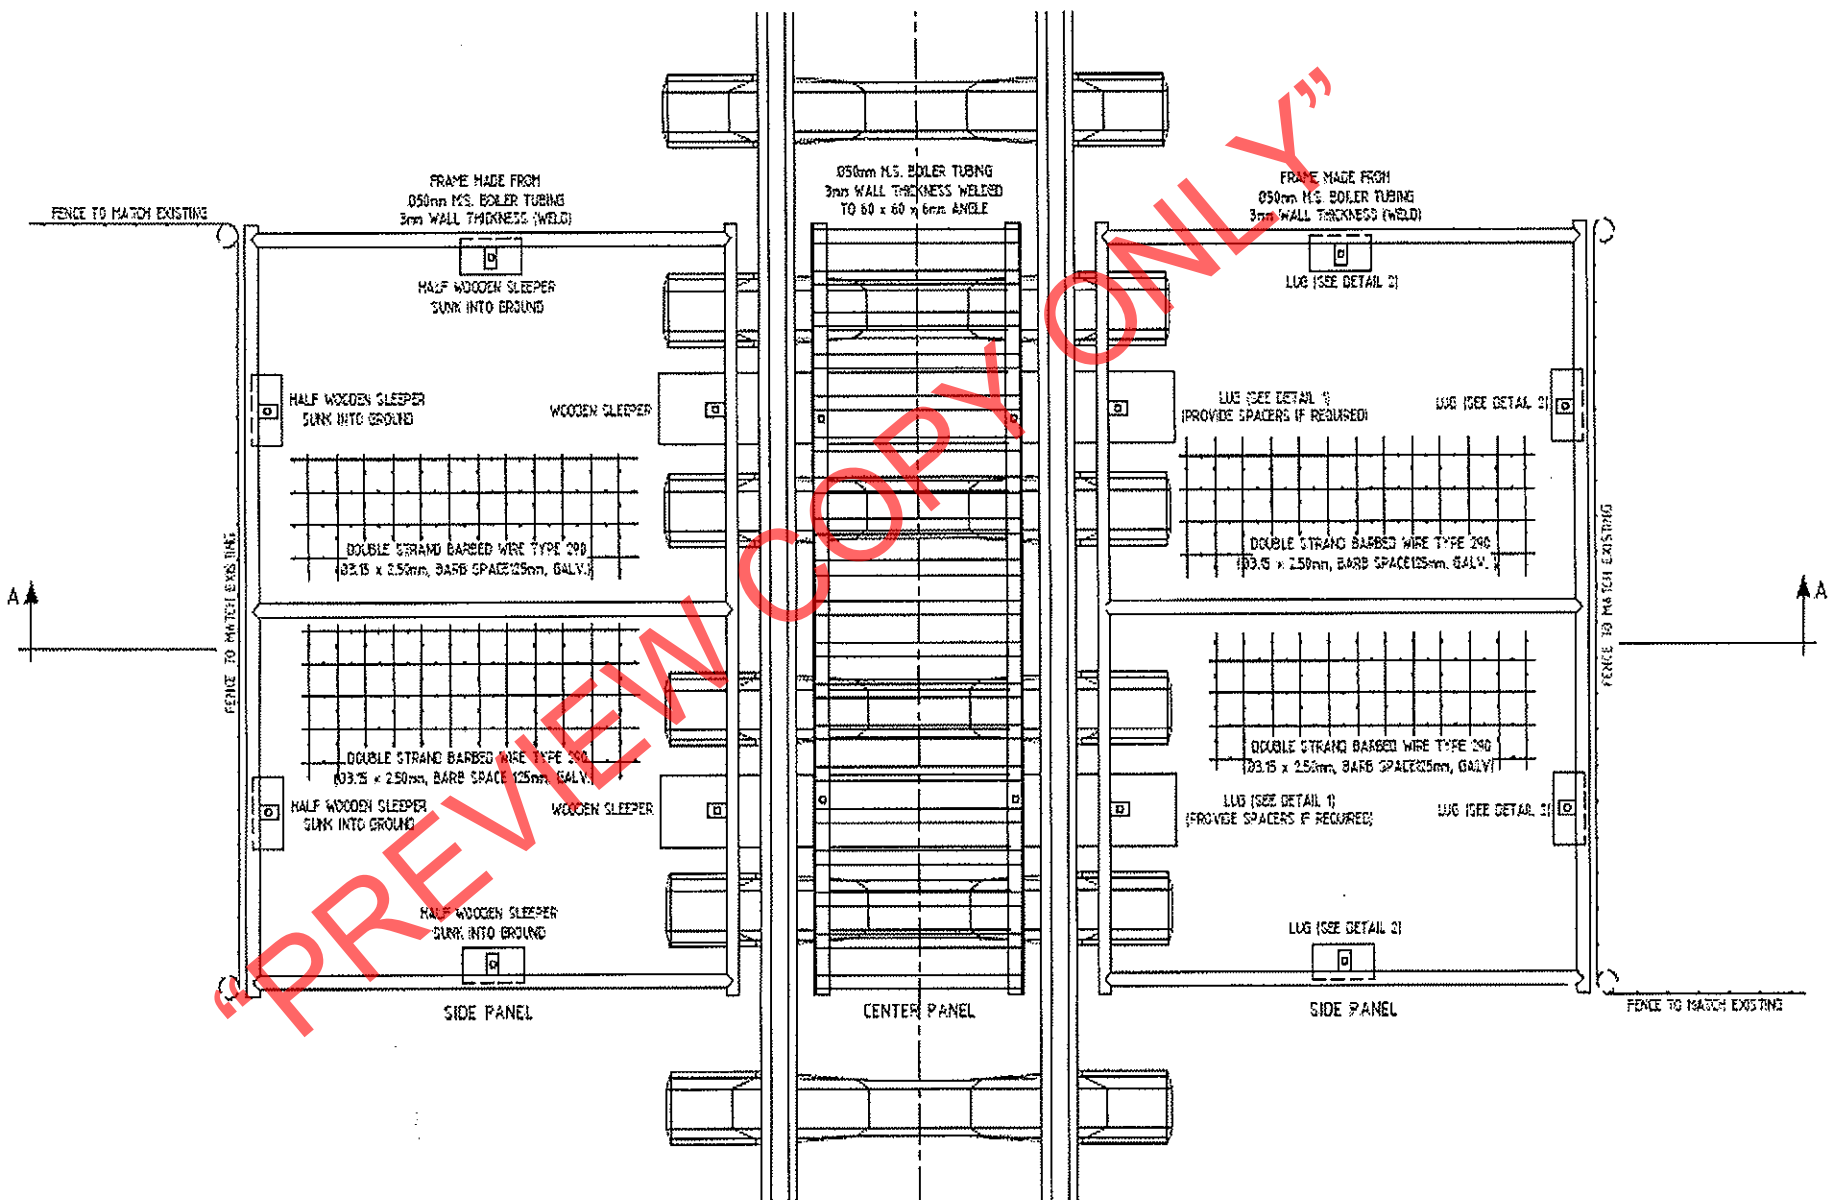 Ø50mm M.S. BOILER TUBING
3mm WALL THICKNESS WELDED
TO 60 x 60 x 6mm ANGLE
FRAME MADE FROM
Ø50mm M.S. BOILER TUBING
3mm WALL THICKNESS (WELD)
FRAME MADE FROM
Ø50mm M.S. BOILER TUBING
3mm WALL THICKNESS (WELD)
FENCE TO MATCH EXISTING
HALF WOODEN SLEEPER
SUNK INTO GROUND
LUG (SEE DETAIL 2)
HALF WOODEN SLEEPER
SUNK INTO GROUND
WOODEN SLEEPER
LUG (SEE DETAIL 1)
(PROVIDE SPACERS IF REQUIRED)
LUG (SEE DETAIL 2)
DOUBLE STRAND BARBED WIRE TYPE 290
(Ø3.15 x 2.50mm, BARB SPACE125mm, GALV.)
DOUBLE STRAND BARBED WIRE TYPE 290
(Ø3.15 x 2.50mm, BARB SPACE125mm, GALV.)
FENCE TO MATCH EXISTING
FENCE TO MATCH EXISTING
A
A
DOUBLE STRAND BARBED WIRE TYPE 290
(Ø3.15 x 2.50mm, BARB SPACE 125mm, GALV.)
DOUBLE STRAND BARBED WIRE TYPE 290
(Ø3.15 x 2.50mm, BARB SPACE125mm, GALV)
HALF WOODEN SLEEPER
SUNK INTO GROUND
WOODEN SLEEPER
LUG (SEE DETAIL 1)
(PROVIDE SPACERS IF REQUIRED)
LUG (SEE DETAIL 2)
HALF WOODEN SLEEPER
SUNK INTO GROUND
LUG (SEE DETAIL 2)
SIDE PANEL
CENTER PANEL
SIDE PANEL
FENCE TO MATCH EXISTING
“PREVIEW COPY ONLY”